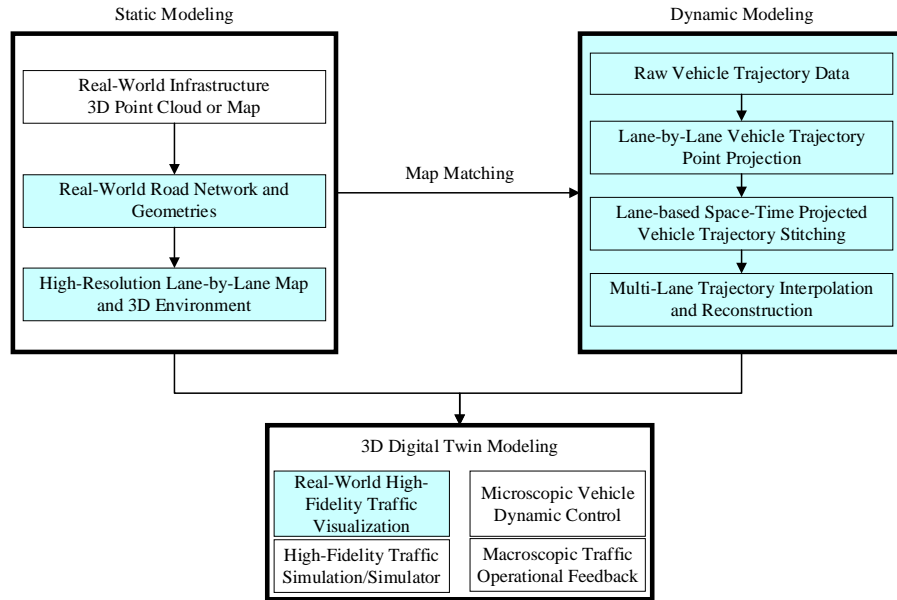 Static Modeling
Real-World Infrastructure
3D Point Cloud or Map
Real-World Road Network and
Geometries
High-Resolution Lane-by-Lane Map
and 3D Environment
Map Matching
Dynamic Modeling
Raw Vehicle Trajectory Data
Lane-by-Lane Vehicle Trajectory
Point Projection
Lane-based Space-Time Projected
Vehicle Trajectory Stitching
Multi-Lane Trajectory Interpolation
and Reconstruction
3D Digital Twin Modeling
Real-World High-
Fidelity Traffic
Visualization
Microscopic Vehicle
Dynamic Control
High-Fidelity Traffic
Simulation/Simulator
Macroscopic Traffic
Operational Feedback